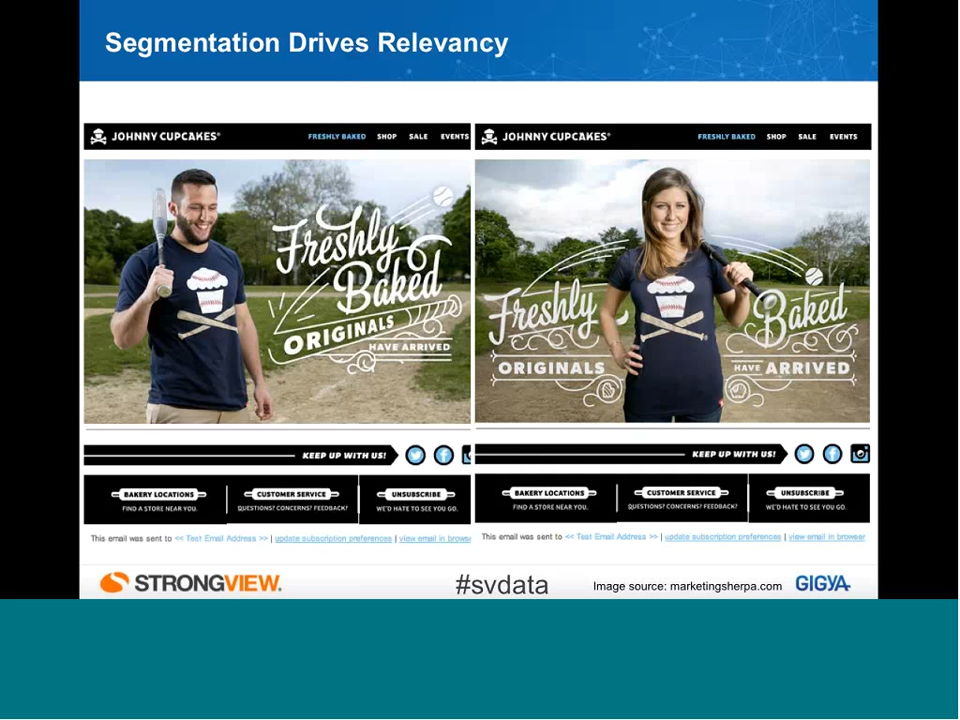 Segmentation Drives Relevancy
JOHNNY CUPCAKES®
FRESHLY BAKED SHOP SALE EVENTS
Freshly
Baked
ORIGINALS
HAVE ARRIVED
KEEP UP WITH US!
BAKERY LOCATIONS
FIND A STORE NEAR YOU.
CUSTOMER SERVICE
QUESTIONS? CONCERNS? FEEDBACK?
UNSUBSCRIBE
WE'D HATE TO SEE YOU GO.
This email was sent to << Test Email Address >> | update subscription preferences | view email in browser
JOHNNY CUPCAKES®
FRESHLY BAKED SHOP SALE EVENTS
Freshly Baked
ORIGINALS HAVE ARRIVED
KEEP UP WITH US!
BAKERY LOCATIONS
FIND A STORE NEAR YOU.
CUSTOMER SERVICE
QUESTIONS? CONCERNS? FEEDBACK?
UNSUBSCRIBE
WE'D HATE TO SEE YOU GO.
This email was sent to << Test Email Address >> | update subscription preferences | view email in browser
STRONGVIEW.
#svdata
Image source: marketingsherpa.com
GIGYA